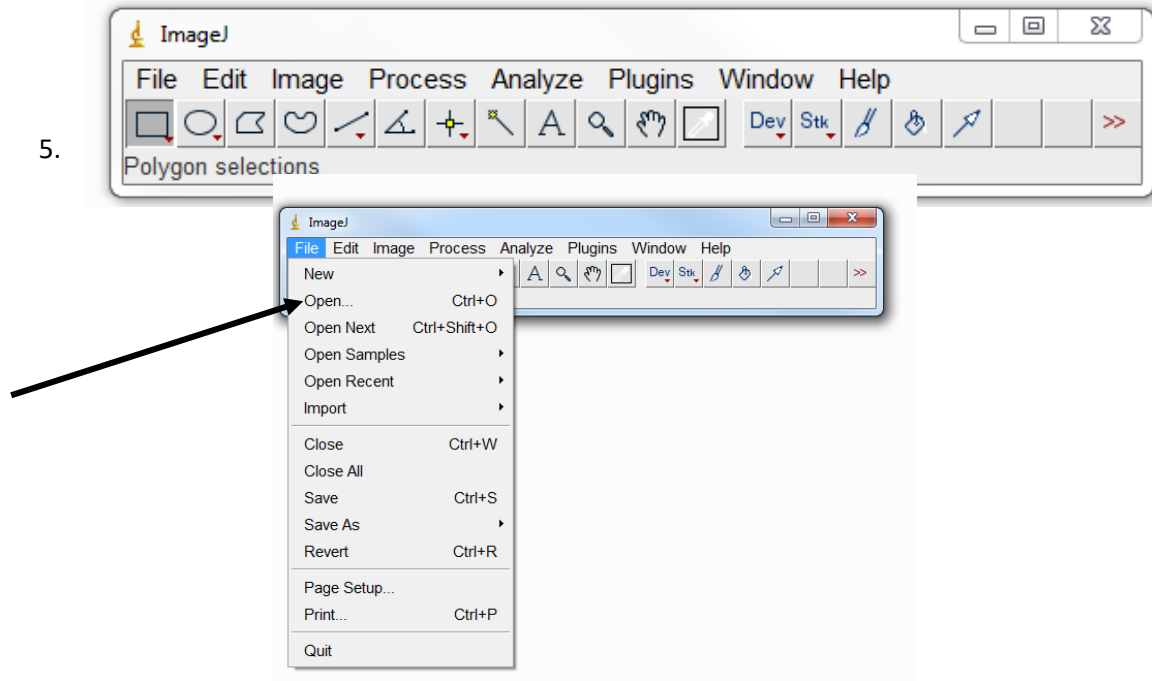 ImageJ
File Edit Image Process Analyze Plugins Window Help
A Dev Stk >>
5.
Polygon selections
ImageJ
File Edit Image Process Analyze Plugins Window Help
A Dev Stk >>
New
Open... Ctrl+O
Open Next Ctrl+Shift+O
Open Samples
Open Recent
Import
Close Ctrl+W
Close All
Save Ctrl+S
Save As
Revert Ctrl+R
Page Setup...
Print... Ctrl+P
Quit